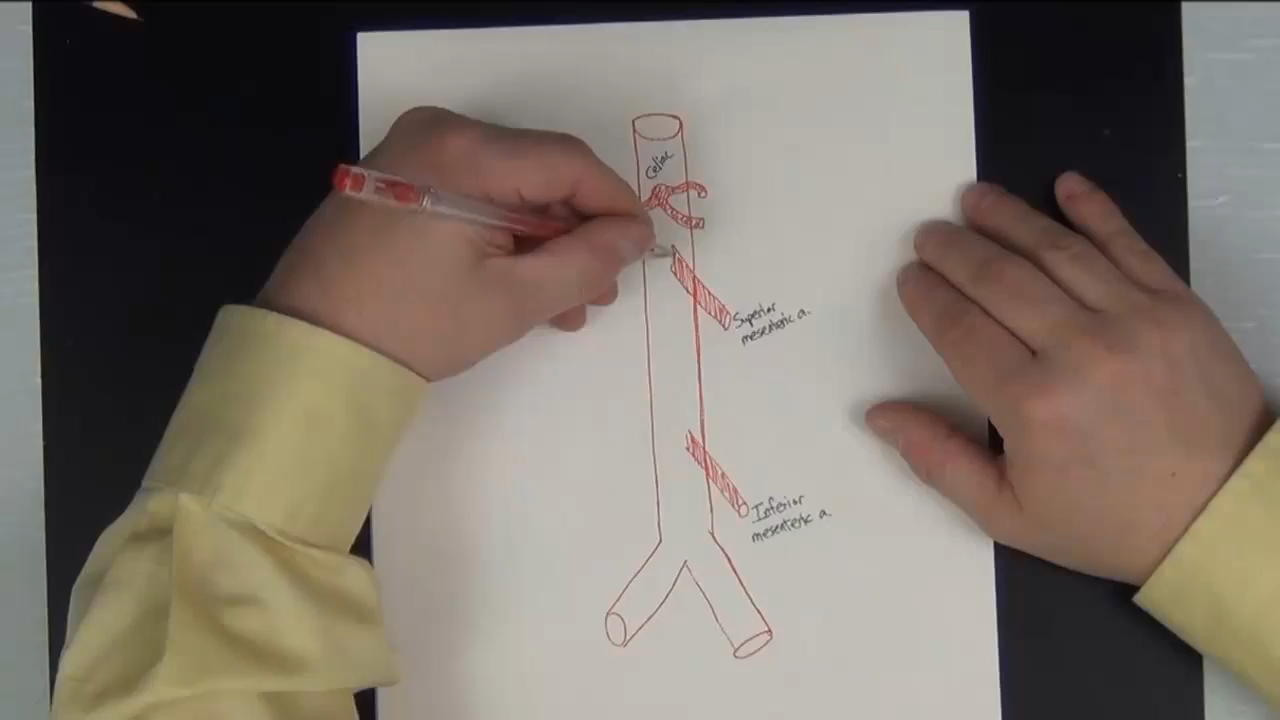 Celiac
Superior
mesenteric a.
Inferior
mesenteric a.